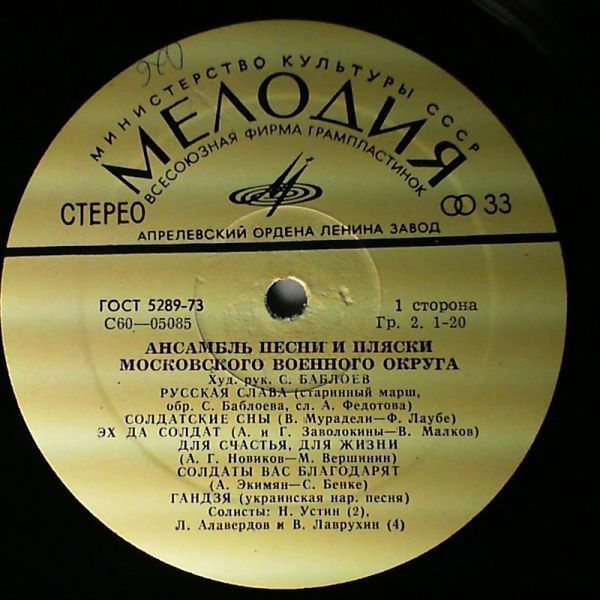 940
МИНИСТЕРСТВО КУЛЬТУРЫ СССР
МЕЛОДИЯ
ВСЕСОЮЗНАЯ ФИРМА ГРАМПЛАСТИНОК
СТЕРЕО
33
АПРЕЛЕВСКИЙ ОРДЕНА ЛЕНИНА ЗАВОД
ГОСТ 5289-73
1 сторона
С60—05085
Гр. 2. 1-20
АНСАМБЛЬ ПЕСНИ И ПЛЯСКИ
МОСКОВСКОГО ВОЕННОГО ОКРУГА
Худ. рук. С. БАБЛОЕВ
РУССКАЯ СЛАВА (старинный марш,
обр. С. Баблоева, сл. А. Федотова)
СОЛДАТСКИЕ СНЫ (В. Мурадели—Ф. Лаубе)
ЭХ ДА СОЛДАТ (А. и Г. Заволокины—В. Малков)
ДЛЯ СЧАСТЬЯ, ДЛЯ ЖИЗНИ
(А. Г. Новиков—М. Вершинин)
СОЛДАТЫ ВАС БЛАГОДАРЯТ
(А. Экимян—С. Бенке)
ГАНДЗЯ (украинская нар. песня)
Солисты: Н. Устин (2),
Л. Алавердов и В. Лаврухин (4)